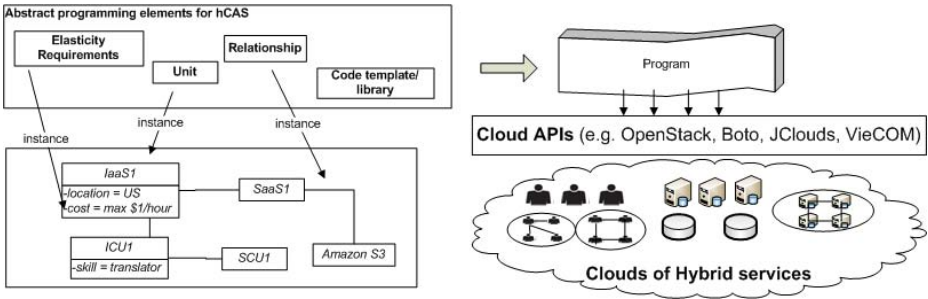 Abstract programming elements for hCAS
Elasticity
Requirements
Relationship
Unit
Code template/
library
instance
instance
instance
IaaS1
-location = US
-cost = max $1/hour
SaaS1
ICU1
-skill = translator
SCU1
Amazon S3
Program
Cloud APIs (e.g. OpenStack, Boto, JClouds, VieCOM)
Clouds of Hybrid services